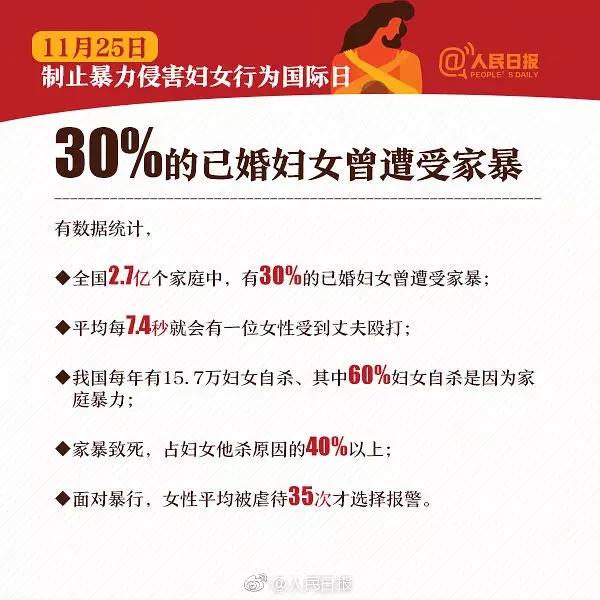 11月25日
制止暴力侵害妇女行为国际日
@人民日报
PEOPLE'S DAILY
30%的已婚妇女曾遭受家暴
有数据统计，
◆全国2.7亿个家庭中，有30%的已婚妇女曾遭受家暴；
◆平均每7.4秒就会有一位女性受到丈夫殴打；
◆我国每年有15.7万妇女自杀、其中60%妇女自杀是因为家
庭暴力；
◆家暴致死，占妇女他杀原因的40%以上；
◆面对暴行，女性平均被虐待35次才选择报警。
@人民日报